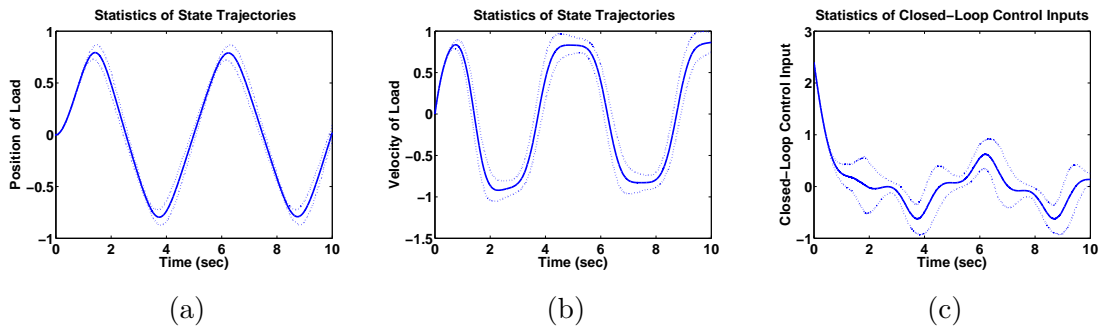 Statistics of State Trajectories
Position of Load
1
0.5
0
−0.5
−1
0 2 4 6 8 10
Time (sec)
(a)
Statistics of State Trajectories
Velocity of Load
1
0.5
0
−0.5
−1
−1.5
0 2 4 6 8 10
Time (sec)
(b)
Statistics of Closed−Loop Control Inputs
Closed−Loop Control Input
3
2
1
0
−1
0 2 4 6 8 10
Time (sec)
(c)